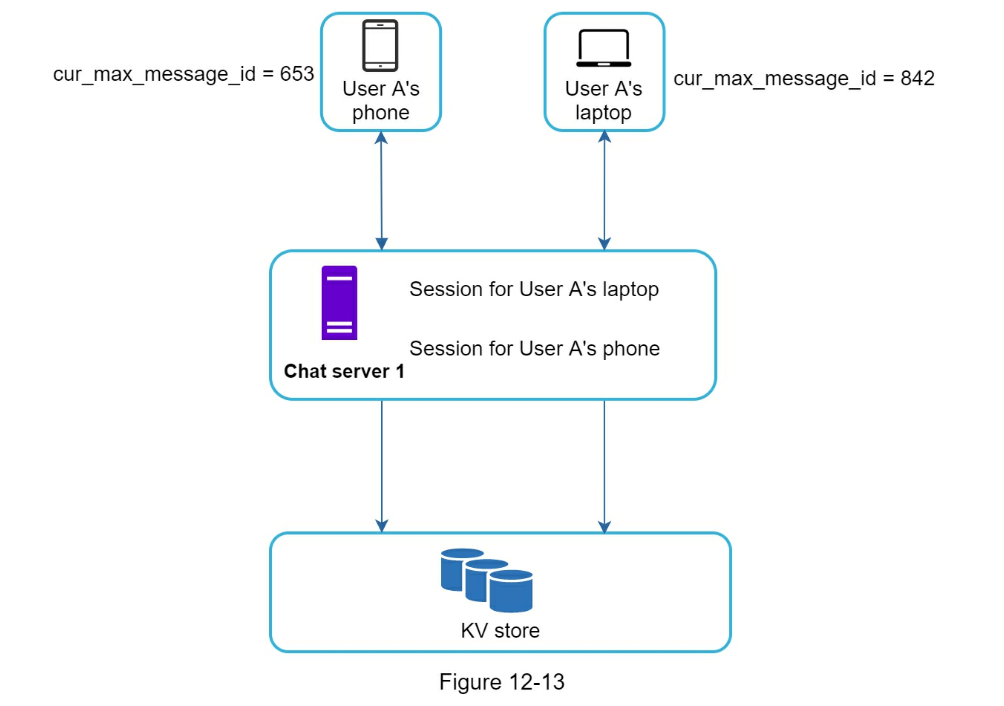 cur_max_message_id = 653
User A's
phone
User A's
laptop
cur_max_message_id = 842
Session for User A's laptop
Session for User A's phone
Chat server 1
KV store
Figure 12-13